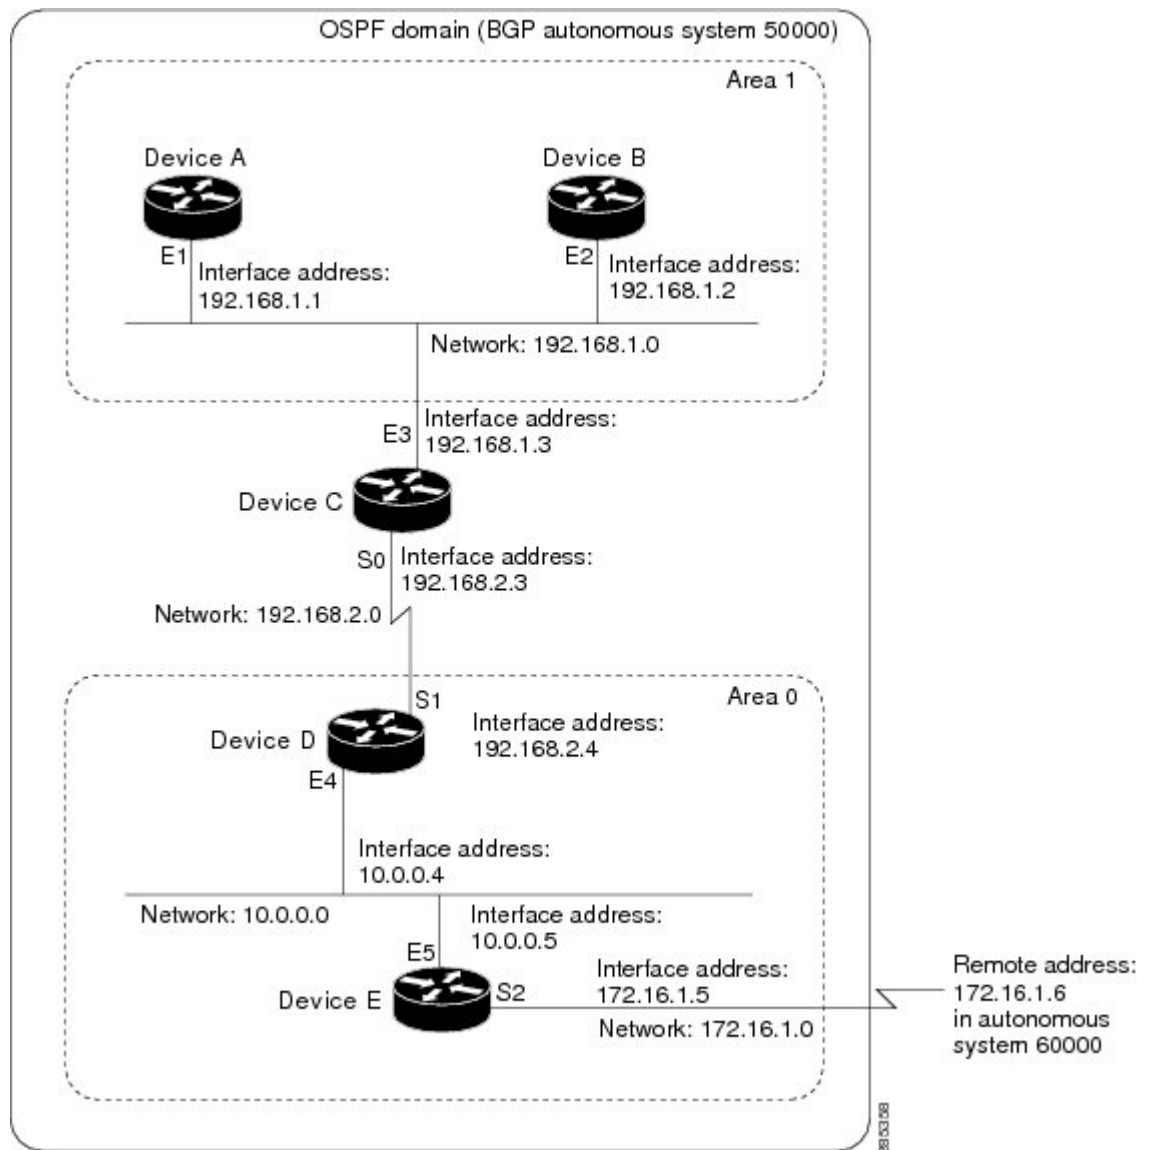 OSPF domain (BGP autonomous system 50000)
Area 1
Device A
Device B
E1
Interface address:
192.168.1.1
E2
Interface address:
192.168.1.2
Network: 192.168.1.0
E3
Interface address:
192.168.1.3
Device C
S0
Interface address:
192.168.2.3
Network: 192.168.2.0
Area 0
S1
Device D
Interface address:
192.168.2.4
E4
Interface address:
10.0.0.4
Network: 10.0.0.0
Interface address:
10.0.0.5
E5
Device E
S2
Interface address:
172.16.1.5
Network: 172.16.1.0
Remote address:
172.16.1.6
in autonomous
system 60000